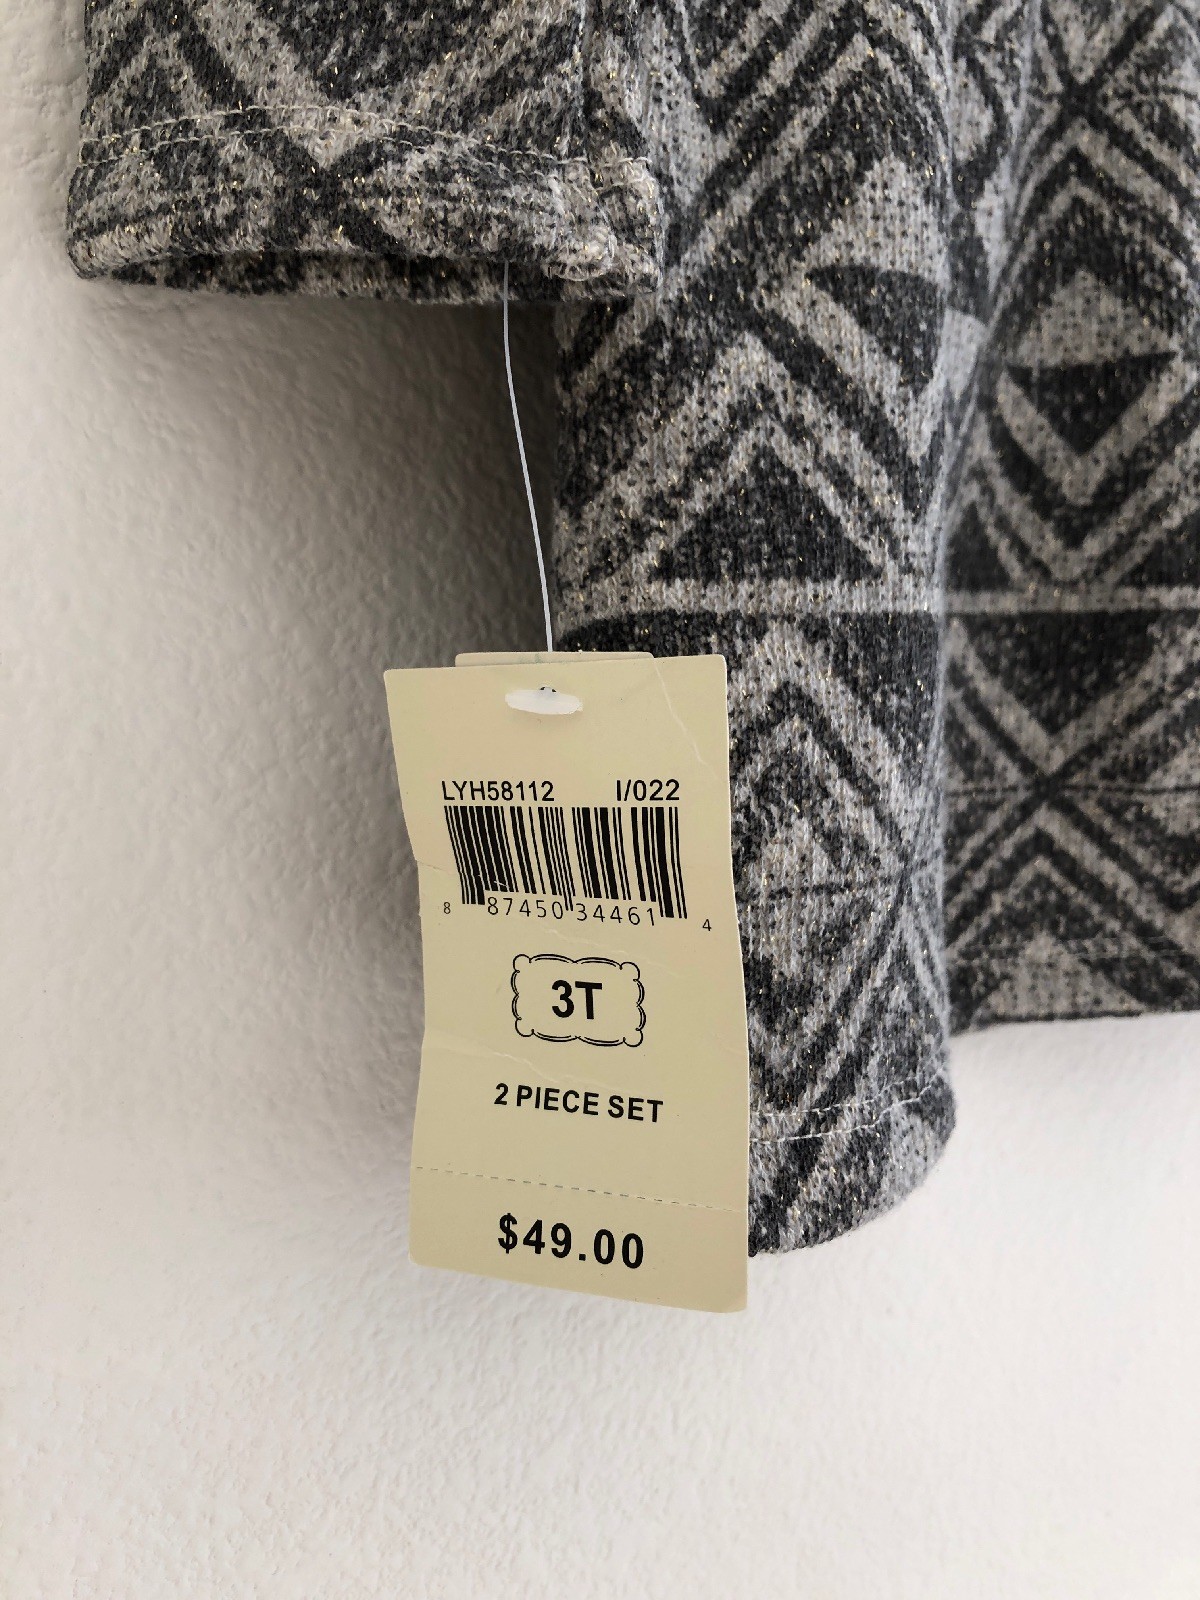 LYH58112 I/022
8 87450 34461 4
3T
2 PIECE SET
$49.00